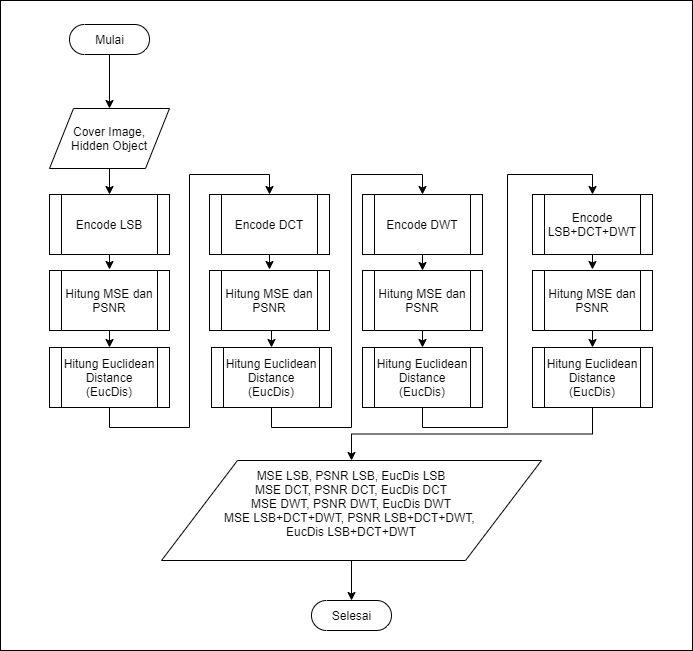 Mulai
Cover Image,
Hidden Object
Encode LSB
Hitung MSE dan
PSNR
Hitung Euclidean
Distance
(EucDis)
Encode DCT
Hitung MSE dan
PSNR
Hitung Euclidean
Distance
(EucDis)
Encode DWT
Hitung MSE dan
PSNR
Hitung Euclidean
Distance
(EucDis)
Encode
LSB+DCT+DWT
Hitung MSE dan
PSNR
Hitung Euclidean
Distance
(EucDis)
MSE LSB, PSNR LSB, EucDis LSB
MSE DCT, PSNR DCT, EucDis DCT
MSE DWT, PSNR DWT, EucDis DWT
MSE LSB+DCT+DWT, PSNR LSB+DCT+DWT,
EucDis LSB+DCT+DWT
Selesai